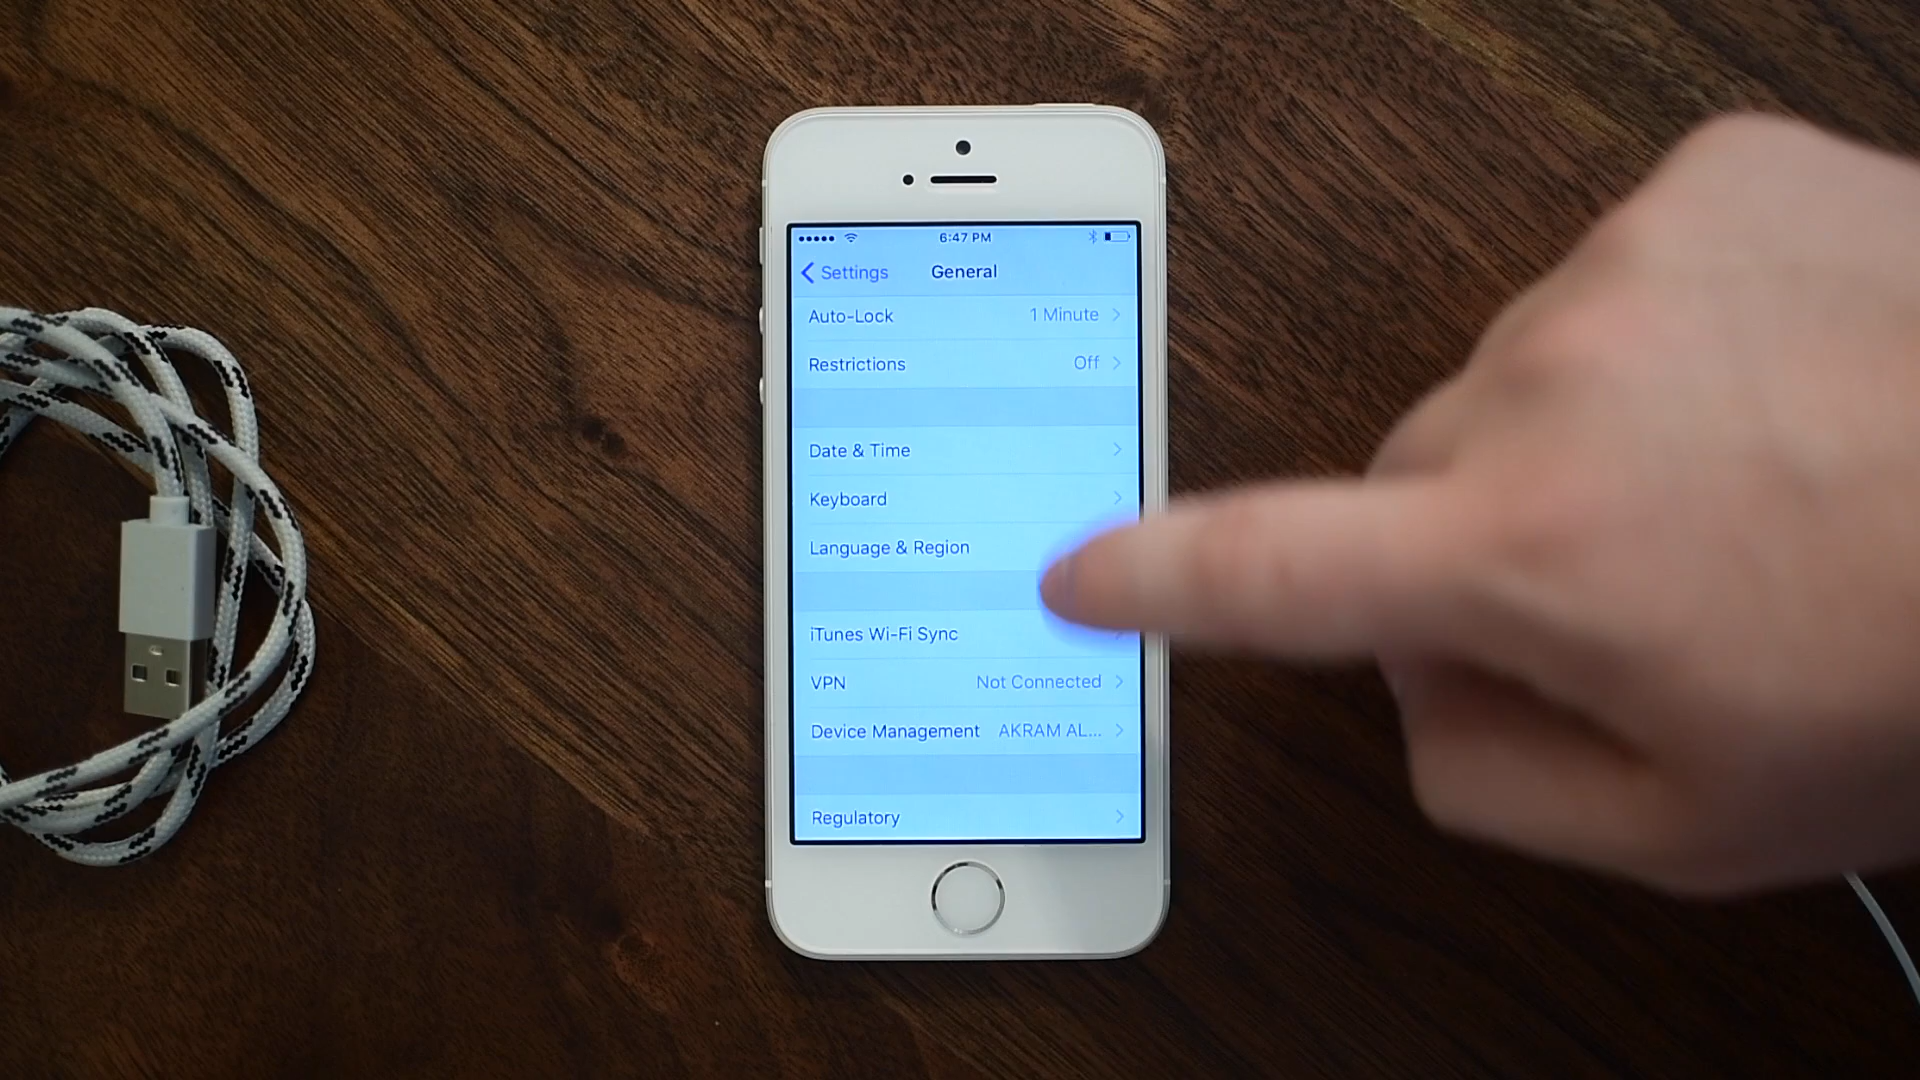 6:47 PM
Settings General
Auto-Lock 1 Minute
Restrictions Off
Date & Time
Keyboard
Language & Region
iTunes Wi-Fi Sync
VPN Not Connected
Device Management AKRAM AL...
Regulatory